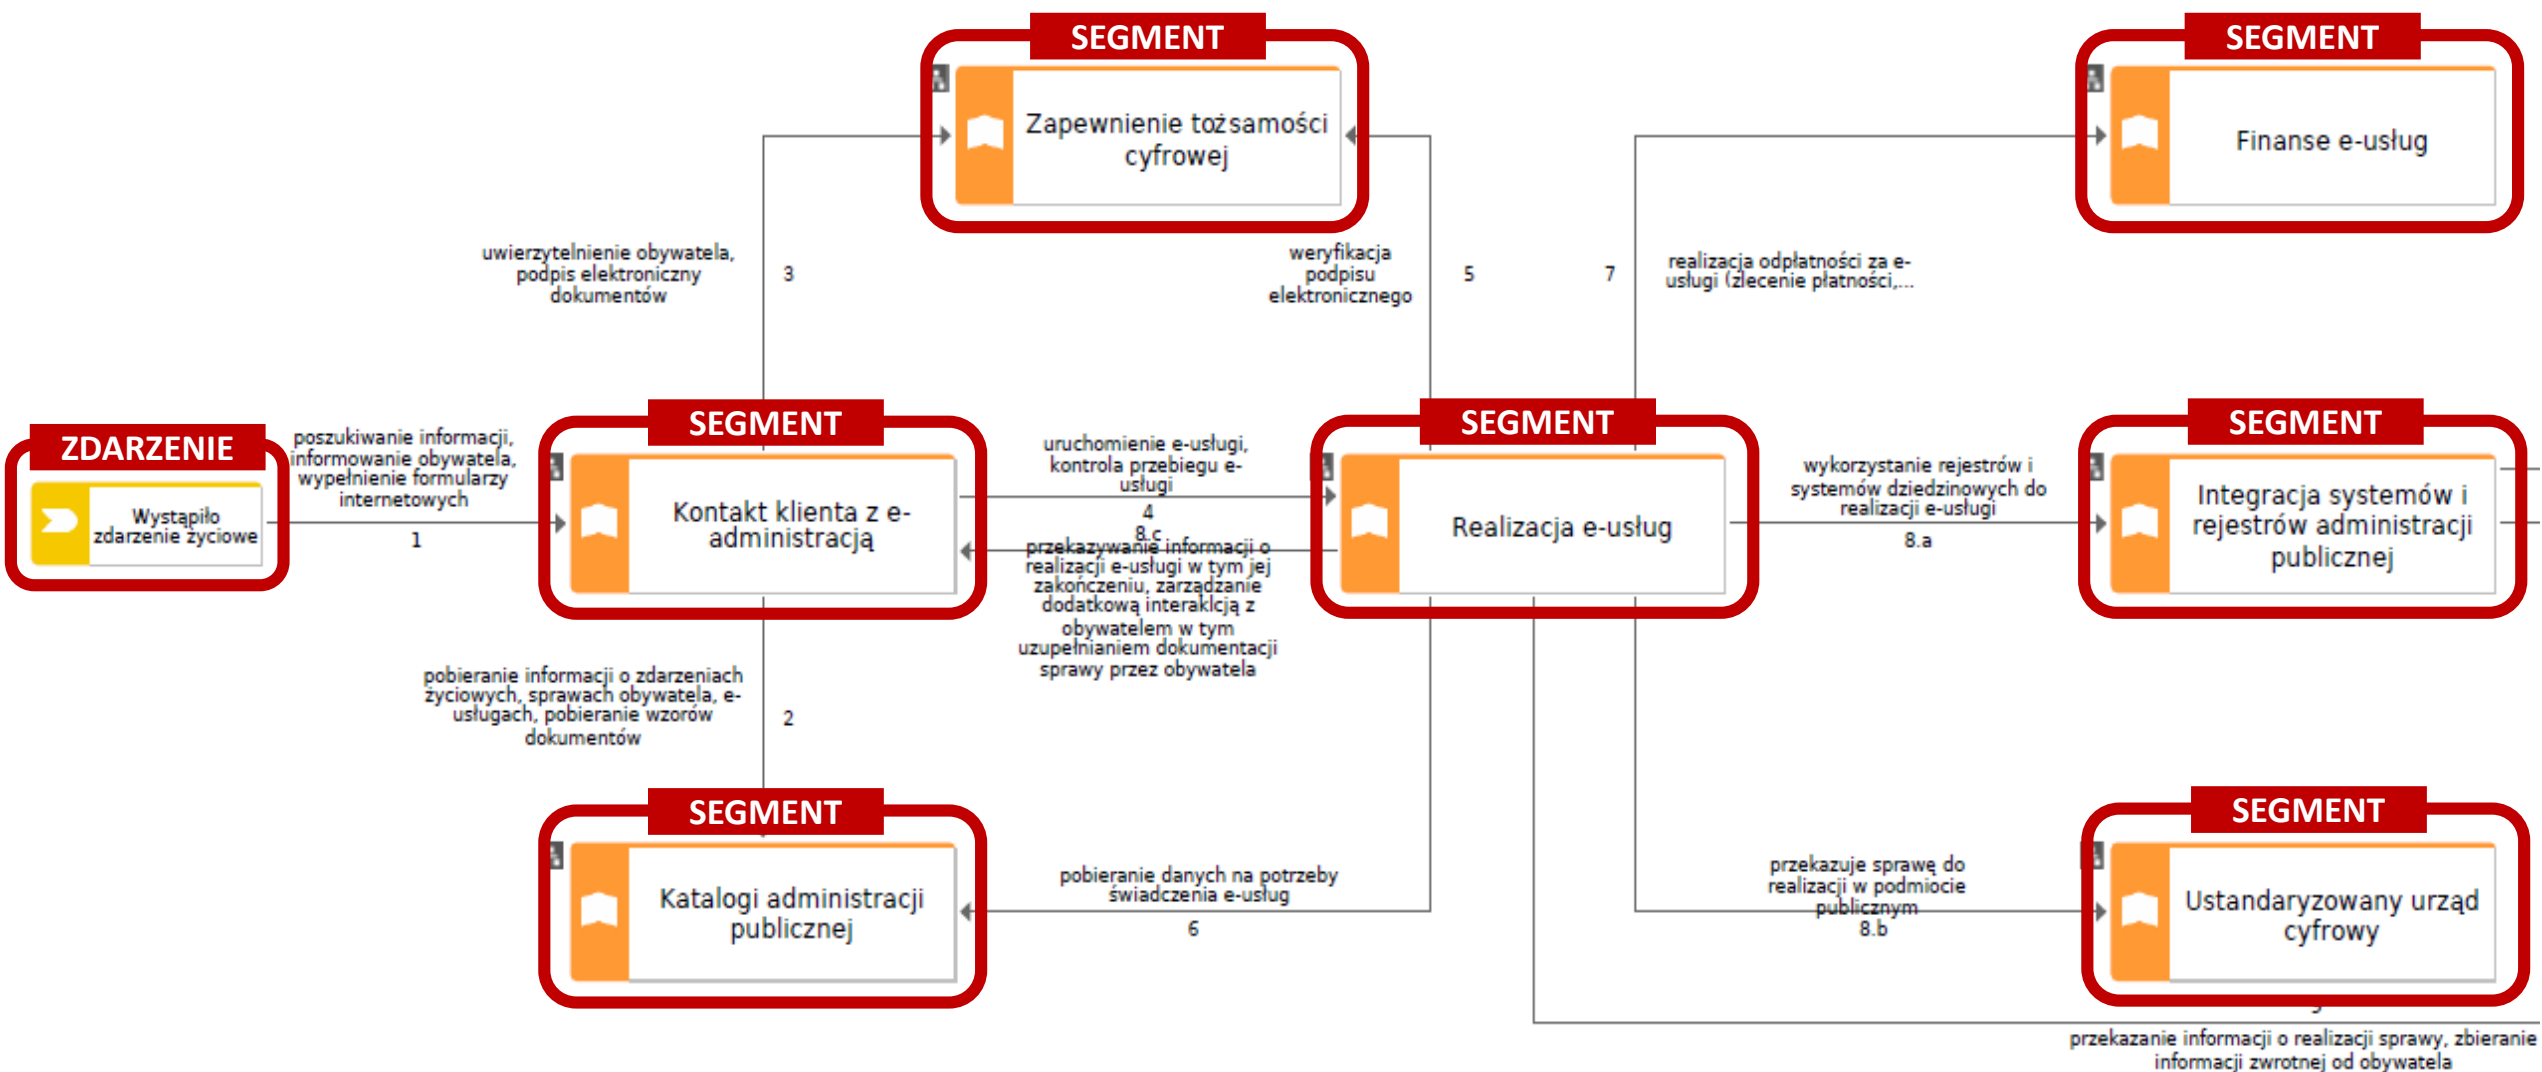 SEGMENT
Zapewnienie tożsamości
cyfrowej
SEGMENT
Finanse e-usług
uwierzytelnienie obywatela,
podpis elektroniczny
dokumentów
3
weryfikacja
podpisu
elektronicznego
5
7
realizacja odpłatności za e-
usługi (zlecenie płatności,...
ZDARZENIE
Wystąpiło
zdarzenie życiowe
poszukiwanie informacji,
informowanie obywatela,
wypełnienie formularzy
internetowych
1
SEGMENT
Kontakt klienta z e-
administracją
uruchomienie e-usługi,
kontrola przebiegu e-
usługi
4
8.c
przekazywanie informacji o
realizacji e-usługi w tym jej
zakończeniu, zarządzanie
dodatkową interaklcją z
obywatelem w tym
uzupełnianiem dokumentacji
sprawy przez obywatela
SEGMENT
Realizacja e-usług
wykorzystanie rejestrów i
systemów dziedzinowych do
realizacji e-usługi
8.a
SEGMENT
Integracja systemów i
rejestrów administracji
publicznej
pobieranie informacji o zdarzeniach
życiowych, sprawach obywatela, e-
usługach, pobieranie wzorów
dokumentów
2
SEGMENT
Katalogi administracji
publicznej
pobieranie danych na potrzeby
świadczenia e-usług
6
przekazuje sprawę do
realizacji w podmiocie
publicznym
8.b
SEGMENT
Ustandaryzowany urząd
cyfrowy
przekazanie informacji o realizacji sprawy, zbieranie
informacji zwrotnej od obywatela